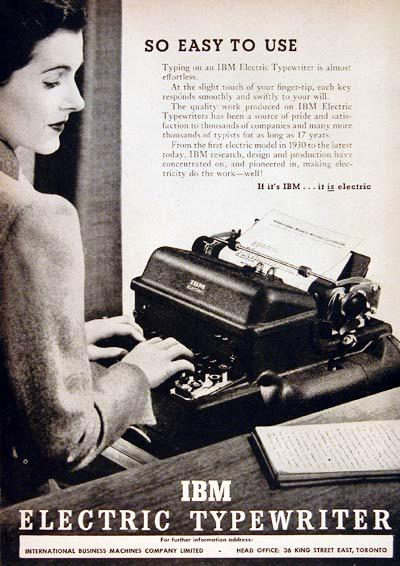 SO EASY TO USE
Typing on an IBM Electric Typewriter is almost
effortless.
At the slight touch of your finger-tip, each key
responds smoothly and swiftly to your will.
The quality work produced on IBM Electric
Typewriters has been a source of pride and satis-
faction to thousands of companies and many more
thousands of typists for as long as 17 years.
From the first electric model in 1930 to the latest
today, IBM research, design and production have
concentrated on, and pioneered in, making elec-
tricity do the work—well!
If it's IBM ... it is electric
IBM
ELECTRIC
IBM
ELECTRIC TYPEWRITER
For further information address:
INTERNATIONAL BUSINESS MACHINES COMPANY LIMITED - HEAD OFFICE: 36 KING STREET EAST, TORONTO